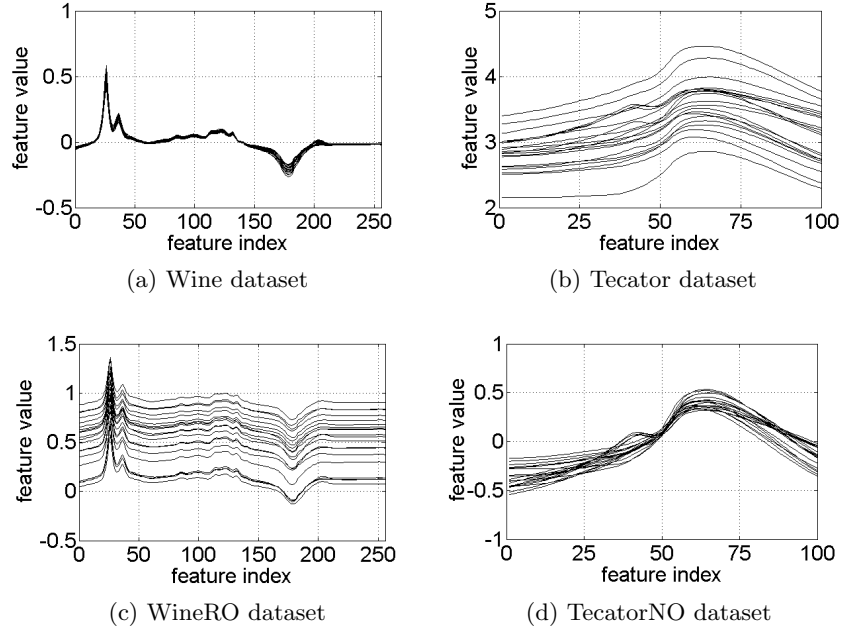 1
0.5
0
-0.5
feature value
0 50 100 150 200 250
feature index
(a) Wine dataset
5
4
3
2
feature value
0 25 50 75 100
feature index
(b) Tecator dataset
1.5
1
0.5
0
-0.5
feature value
0 50 100 150 200 250
feature index
(c) WineRO dataset
1
0.5
0
-0.5
-1
feature value
0 25 50 75 100
feature index
(d) TecatorNO dataset